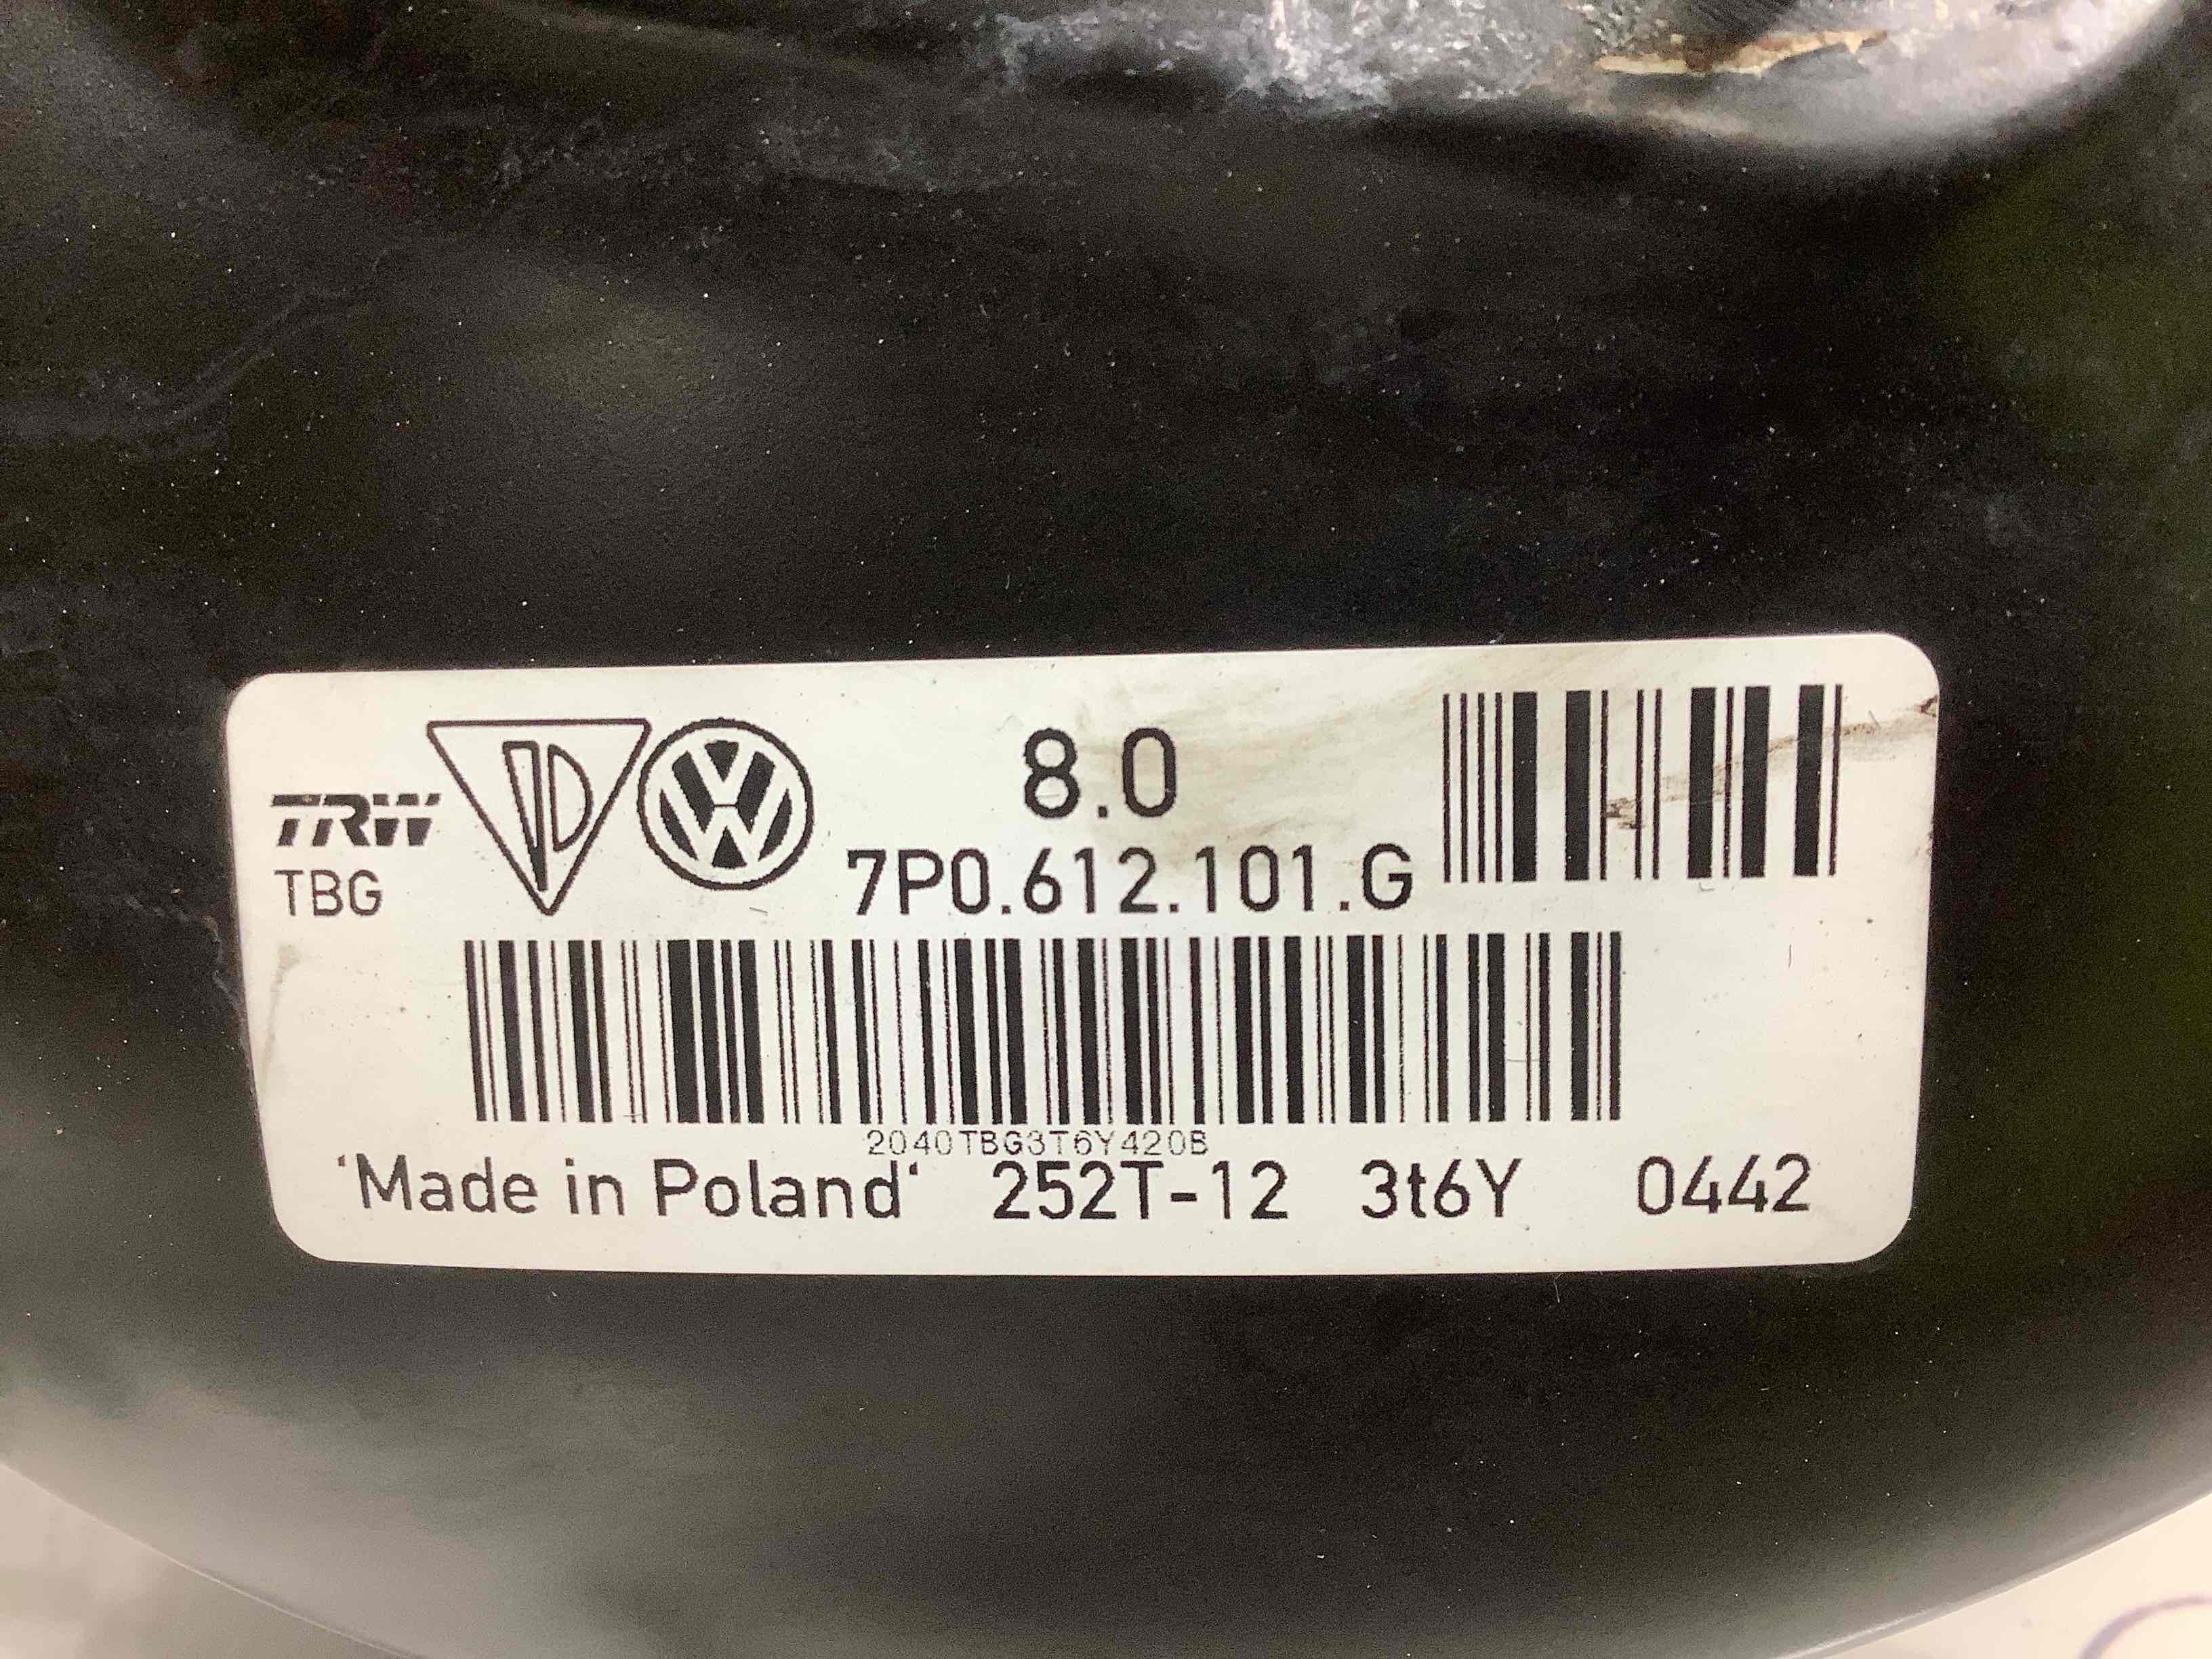 TRW
TBG
8.0
7P0.612.101.G
2040TBG3T6Y420B
'Made in Poland' 252T-12 3t6Y 0442